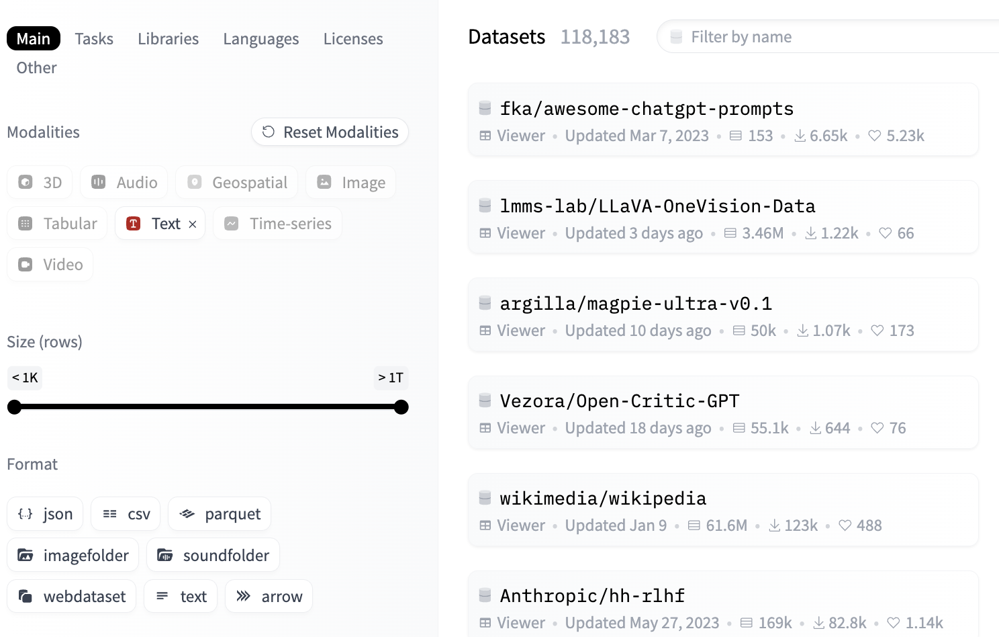 Main Tasks Libraries Languages Licenses
Other
Modalities Reset Modalities
3D Audio Geospatial Image
Tabular Text × Time-series
Video
Size (rows)
< 1K > 1T
Format
json csv parquet
imagefolder soundfolder
webdataset text arrow
Datasets 118,183 Filter by name
fka/awesome-chatgpt-prompts
Viewer • Updated Mar 7, 2023 • 153 • 6.65k • 5.23k
lmms-lab/LLaVA-OneVision-Data
Viewer • Updated 3 days ago • 3.46M • 1.22k • 66
argilla/magpie-ultra-v0.1
Viewer • Updated 10 days ago • 50k • 1.07k • 173
Vezora/Open-Critic-GPT
Viewer • Updated 18 days ago • 55.1k • 644 • 76
wikimedia/wikipedia
Viewer • Updated Jan 9 • 61.6M • 123k • 488
Anthropic/hh-rlhf
Viewer • Updated May 27, 2023 • 169k • 82.8k • 1.14k